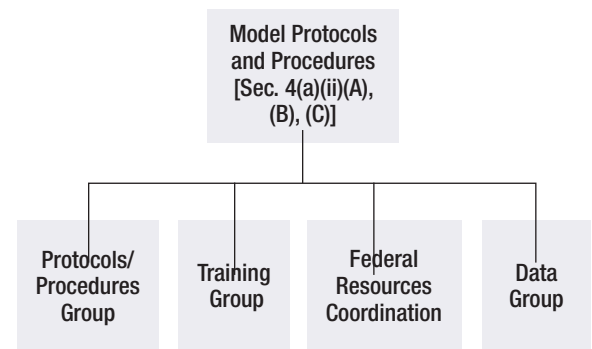 Model Protocols
and Procedures
[Sec. 4(a)(ii)(A),
(B), (C)]
Protocols/
Procedures
Group
Training
Group
Federal
Resources
Coordination
Data
Group